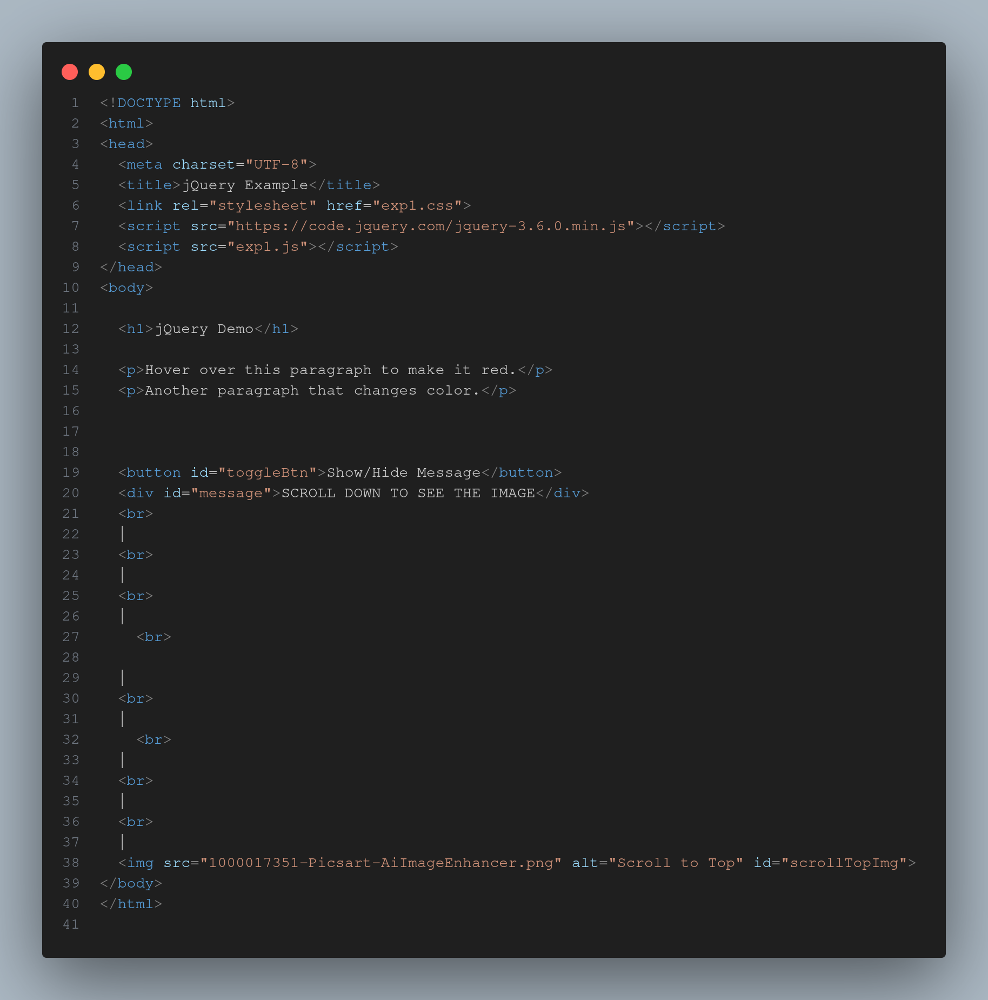 1 <!DOCTYPE html>
2 <html>
3 <head>
4   <meta charset="UTF-8">
5   <title>jQuery Example</title>
6   <link rel="stylesheet" href="exp1.css">
7   <script src="https://code.jquery.com/jquery-3.6.0.min.js"></script>
8   <script src="exp1.js"></script>
9 </head>
10 <body>
11
12   <h1>jQuery Demo</h1>
13
14   <p>Hover over this paragraph to make it red.</p>
15   <p>Another paragraph that changes color.</p>
16
17
18
19   <button id="toggleBtn">Show/Hide Message</button>
20   <div id="message">SCROLL DOWN TO SEE THE IMAGE</div>
21   <br>
22   |
23   <br>
24   |
25   <br>
26   |
27     <br>
28
29   |
30   <br>
31   |
32     <br>
33   |
34   <br>
35   |
36   <br>
37   |
38   <img src="1000017351-Picsart-AiImageEnhancer.png" alt="Scroll to Top" id="scrollTopImg">
39 </body>
40 </html>
41